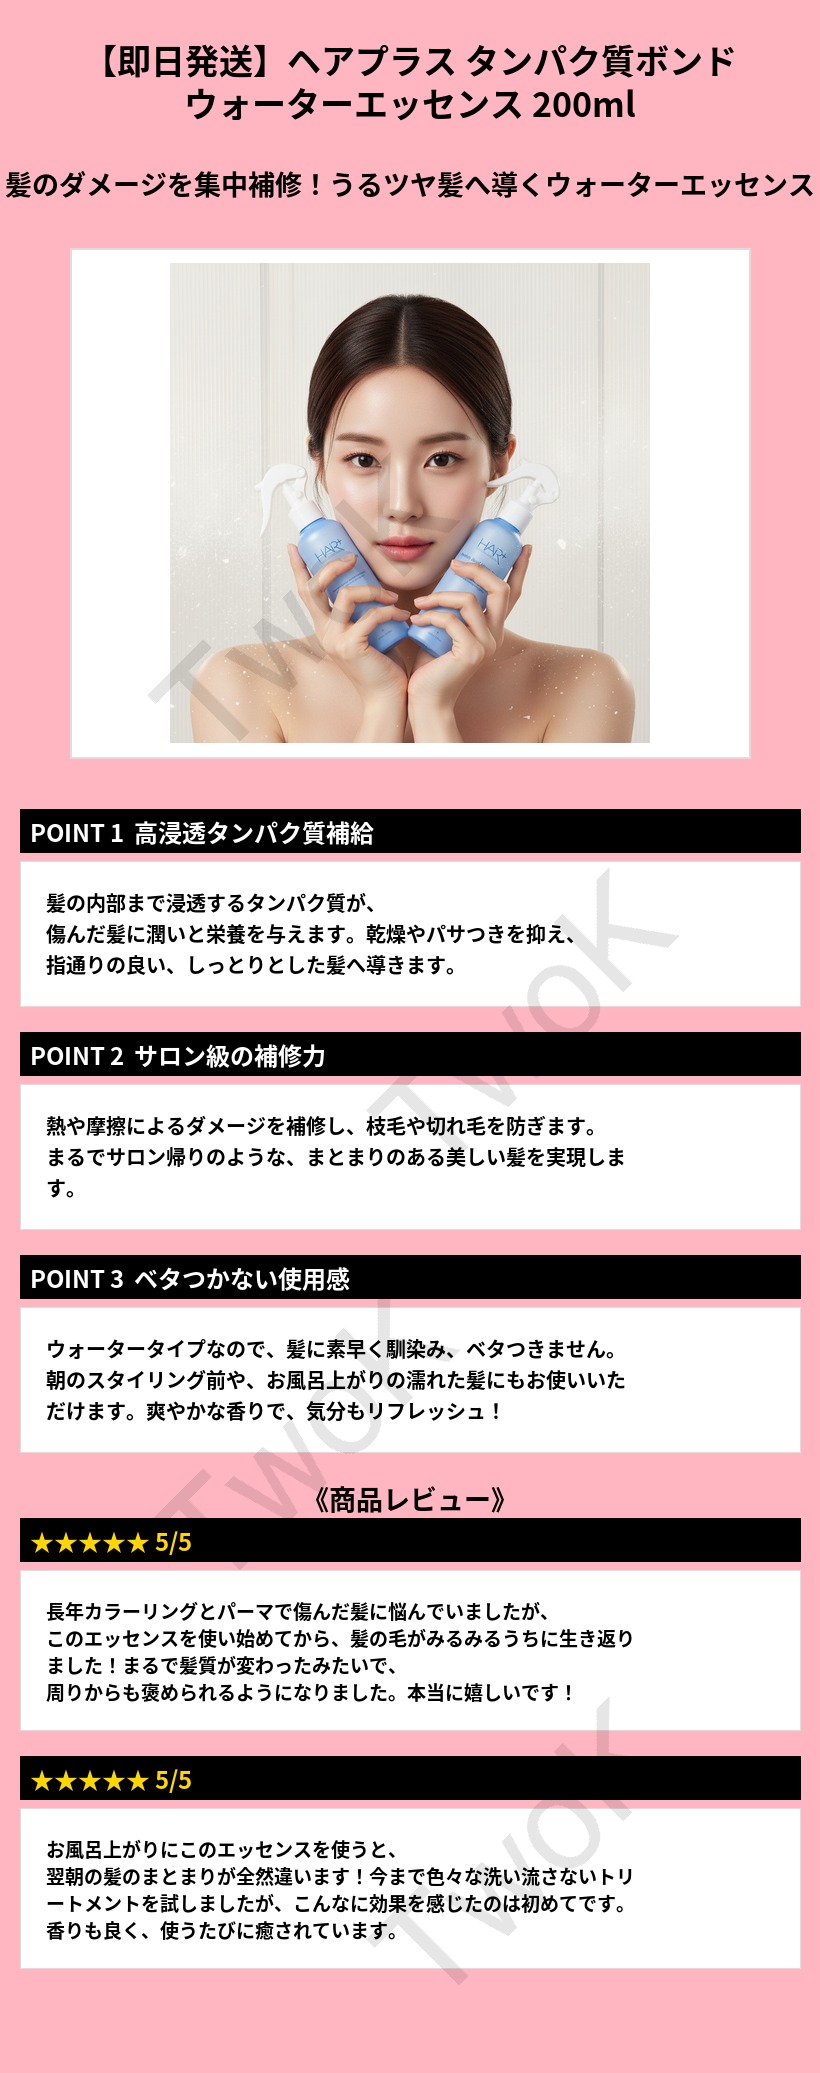 【即日発送】ヘアプラス タンパク質ボンド
ウォーターエッセンス 200ml
髪のダメージを集中補修！うるツヤ髪へ導くウォーターエッセンス
HAR+
HAR+
TwoK
POINT 1 高浸透タンパク質補給
髪の内部まで浸透するタンパク質が、
傷んだ髪に潤いと栄養を与えます。乾燥やパサつきを抑え、
指通りの良い、しっとりとした髪へ導きます。
TwoK
POINT 2 サロン級の補修力
熱や摩擦によるダメージを補修し、枝毛や切れ毛を防ぎます。
まるでサロン帰りのような、まとまりのある美しい髪を実現しま
す。
POINT 3 ベタつかない使用感
ウォータータイプなので、髪に素早く馴染み、ベタつきません。
朝のスタイリング前や、お風呂上がりの濡れた髪にもお使いいた
だけます。爽やかな香りで、気分もリフレッシュ！
TwoK
《商品レビュー》
★★★★★ 5/5
長年カラーリングとパーマで傷んだ髪に悩んでいましたが、
このエッセンスを使い始めてから、髪の毛がみるみるうちに生き返り
ました！まるで髪質が変わったみたいで、
周りからも褒められるようになりました。本当に嬉しいです！
★★★★★ 5/5
お風呂上がりにこのエッセンスを使うと、
翌朝の髪のまとまりが全然違います！今まで色々な洗い流さないトリ
ートメントを試しましたが、こんなに効果を感じたのは初めてです。
香りも良く、使うたびに癒されています。
TwoK